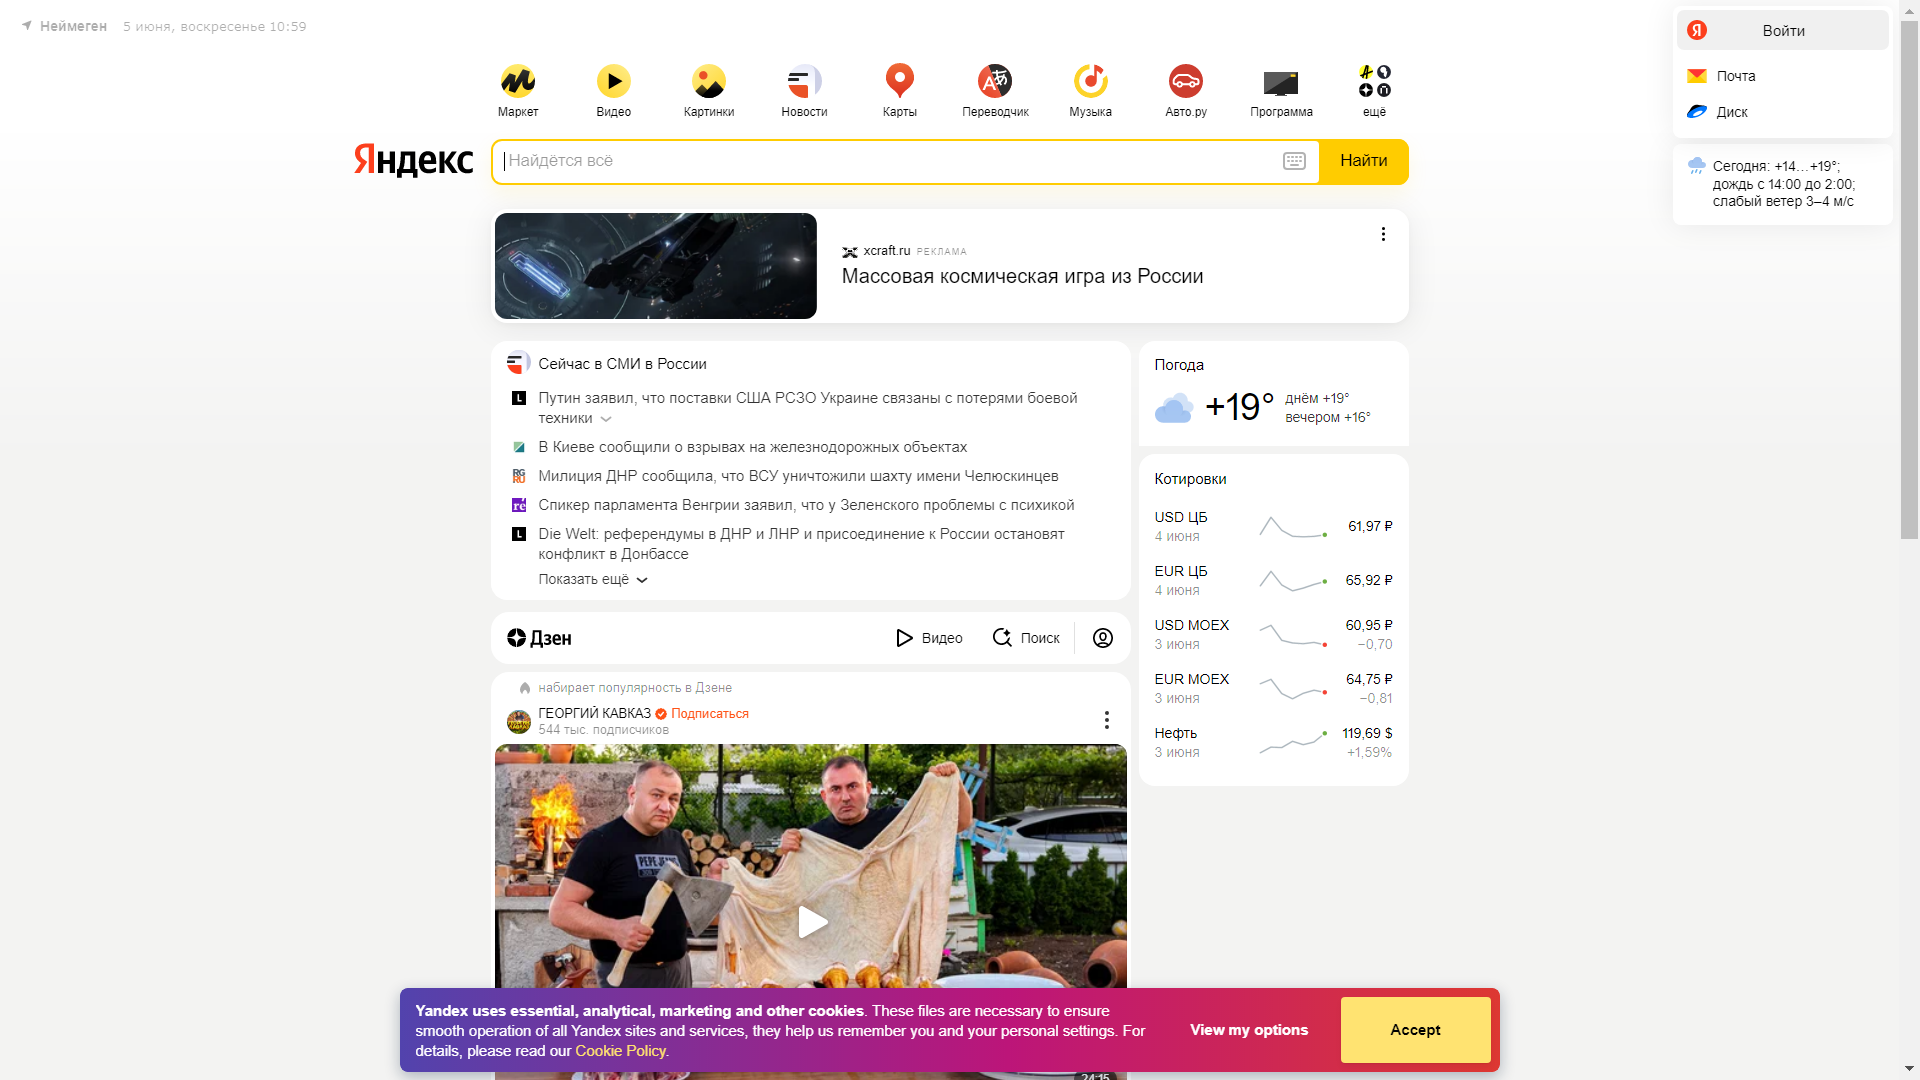 Неймеген 5 июня, воскресенье 10:59
Войти
Почта
Диск
Сегодня: +14…+19°;
дождь с 14:00 до 2:00;
слабый ветер 3–4 м/с
Маркет
Видео
Картинки
Новости
Карты
Переводчик
Музыка
Авто.ру
Программа
ещё
Яндекс
Найдётся всё
Найти
xcraft.ru РЕКЛАМА
Массовая космическая игра из России
Сейчас в СМИ в России
Путин заявил, что поставки США РСЗО Украине связаны с потерями боевой
техники
В Киеве сообщили о взрывах на железнодорожных объектах
Милиция ДНР сообщила, что ВСУ уничтожили шахту имени Челюскинцев
Спикер парламента Венгрии заявил, что у Зеленского проблемы с психикой
Die Welt: референдумы в ДНР и ЛНР и присоединение к России остановят
конфликт в Донбассе
Показать ещё
Погода
+19°
днём +19°
вечером +16°
Котировки
USD ЦБ 61,97 ₽
4 июня
EUR ЦБ 65,92 ₽
4 июня
USD MOEX 60,95 ₽
3 июня −0,70
EUR MOEX 64,75 ₽
3 июня −0,81
Нефть 119,69 $
3 июня +1,59%
Дзен
Видео
Поиск
набирает популярность в Дзене
ГЕОРГИЙ КАВКАЗ Подписаться
544 тыс. подписчиков
PEPE JEANS
Yandex uses essential, analytical, marketing and other cookies. These files are necessary to ensure
smooth operation of all Yandex sites and services, they help us remember you and your personal settings. For
details, please read our Cookie Policy.
View my options
Accept
24:15